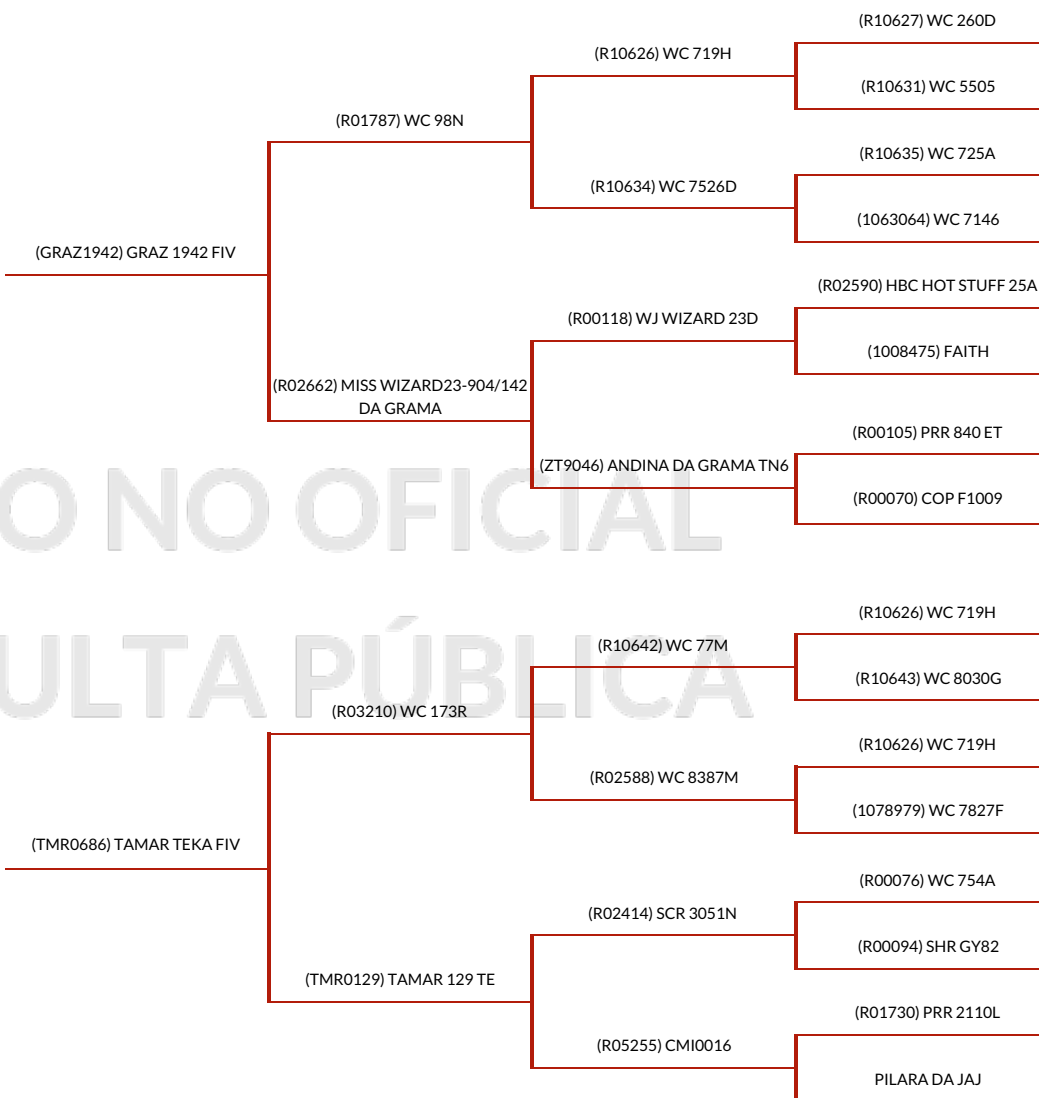 (R10627) WC 260D
(R10626) WC 719H
(R10631) WC 5505
(R01787) WC 98N
(R10635) WC 725A
(R10634) WC 7526D
(1063064) WC 7146
(GRAZ1942) GRAZ 1942 FIV
(R02590) HBC HOT STUFF 25A
(R00118) WJ WIZARD 23D
(1008475) FAITH
(R02662) MISS WIZARD23-904/142
DA GRAMA
(R00105) PRR 840 ET
(ZT9046) ANDINA DA GRAMA TN6
(R00070) COP F1009
O NO OFICIAL
(R10626) WC 719H
(R10642) WC 77M
(R10643) WC 8030G
ULTA PÚBLICA
(R03210) WC 173R
(R10626) WC 719H
(R02588) WC 8387M
(1078979) WC 7827F
(TMR0686) TAMAR TEKA FIV
(R00076) WC 754A
(R02414) SCR 3051N
(R00094) SHR GY82
(TMR0129) TAMAR 129 TE
(R01730) PRR 2110L
(R05255) CMI0016
PILARA DA JAJ